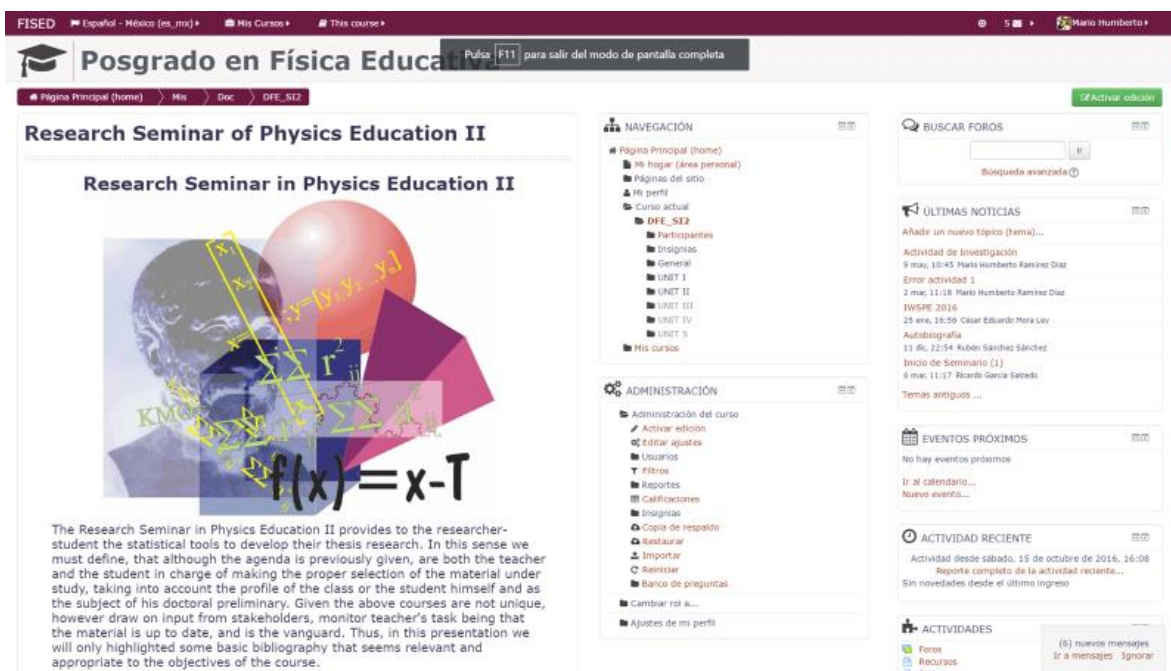 FISED Español - México (es_mx) Mis Cursos This course 5 Mario Humberto
Posgrado en Física Educativa
Pulsa F11 para salir del modo de pantalla completa
Página Principal (home) Mis Doc DFE_SI2
Activar edición
Research Seminar of Physics Education II
Research Seminar in Physics Education II
[x1
x2
x=
;y=[y1,y2...yn]
r²ij
KMO
f(x)=x-T
The Research Seminar in Physics Education II provides to the researcher-
student the statistical tools to develop their thesis research. In this sense we
must define, that although the agenda is previously given, are both the teacher
and the student in charge of making the proper selection of the material under
study, taking into account the profile of the class or the student himself and as
the subject of his doctoral preliminary. Given the above courses are not unique,
however draw on input from stakeholders, monitor teacher's task being that
the material is up to date, and is the vanguard. Thus, in this presentation we
will only highlighted some basic bibliography that seems relevant and
appropriate to the objectives of the course.
NAVEGACIÓN
Página Principal (home)
Mi hogar (área personal)
Páginas del sitio
Mi perfil
Curso actual
DFE_SI2
Participantes
Insignias
General
UNIT I
UNIT II
UNIT III
UNIT IV
UNIT 5
Mis cursos
ADMINISTRACIÓN
Administración del curso
Activar edición
Editar ajustes
Usuarios
Filtros
Reportes
Calificaciones
Insignias
Copia de respaldo
Restaurar
Importar
Reiniciar
Banco de preguntas
Cambiar rol a...
Ajustes de mi perfil
BUSCAR FOROS
Ir
Búsqueda avanzada
ÚLTIMAS NOTICIAS
Añadir un nuevo tópico (tema)...
Actividad de Investigación
9 may, 10:45 Mario Humberto Ramírez Díaz
Error actividad 1
2 mar, 11:18 Mario Humberto Ramírez Díaz
IWSPE 2016
25 ene, 16:56 César Eduardo Mora Ley
Autobiografía
11 dic, 22:54 Rubén Sánchez Sánchez
Inicio de Seminario (1)
6 mar, 11:17 Ricardo García Salcedo
Temas antiguos ...
EVENTOS PRÓXIMOS
No hay eventos próximos
Ir al calendario...
Nuevo evento...
ACTIVIDAD RECIENTE
Actividad desde sábado, 15 de octubre de 2016, 16:08
Reporte completo de la actividad reciente...
Sin novedades desde el último ingreso
ACTIVIDADES
Foros
Recursos
(6) nuevos mensajes
Ir a mensajes Ignorar